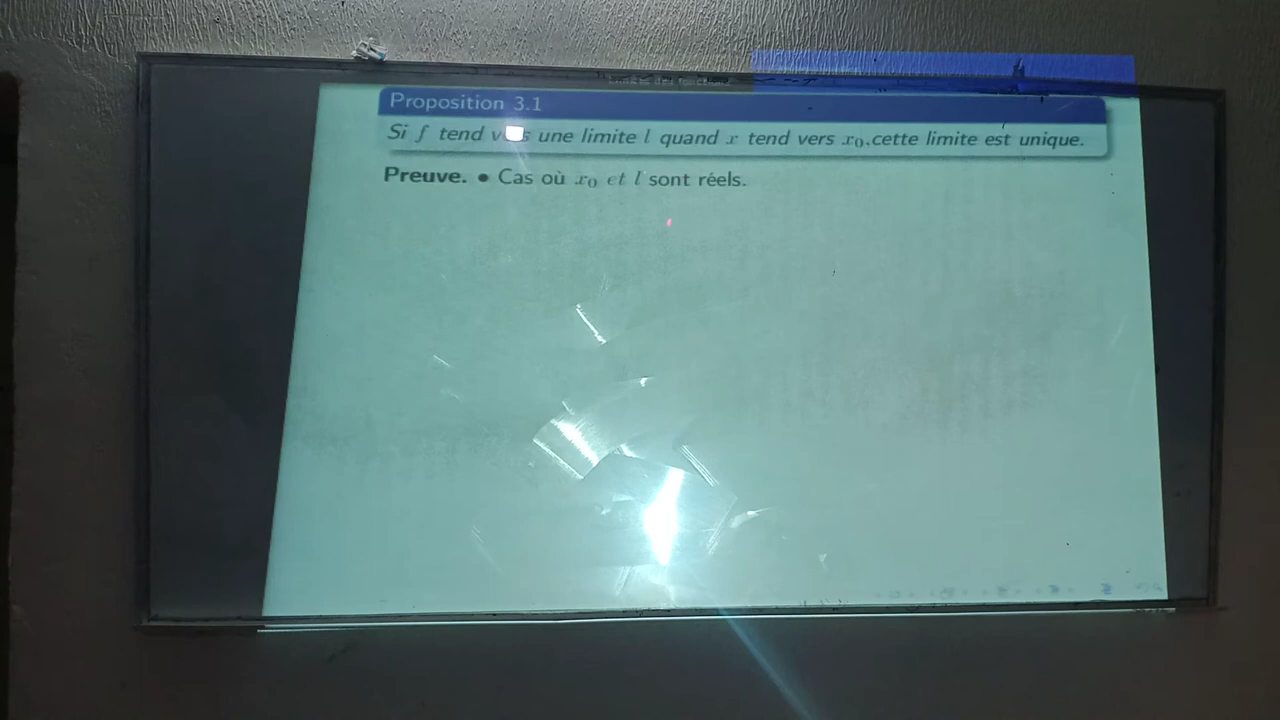 Proposition 3.1
Si f tend vers une limite l quand x tend vers x₀.cette limite est unique.
Preuve. • Cas où x₀ et l sont réels.